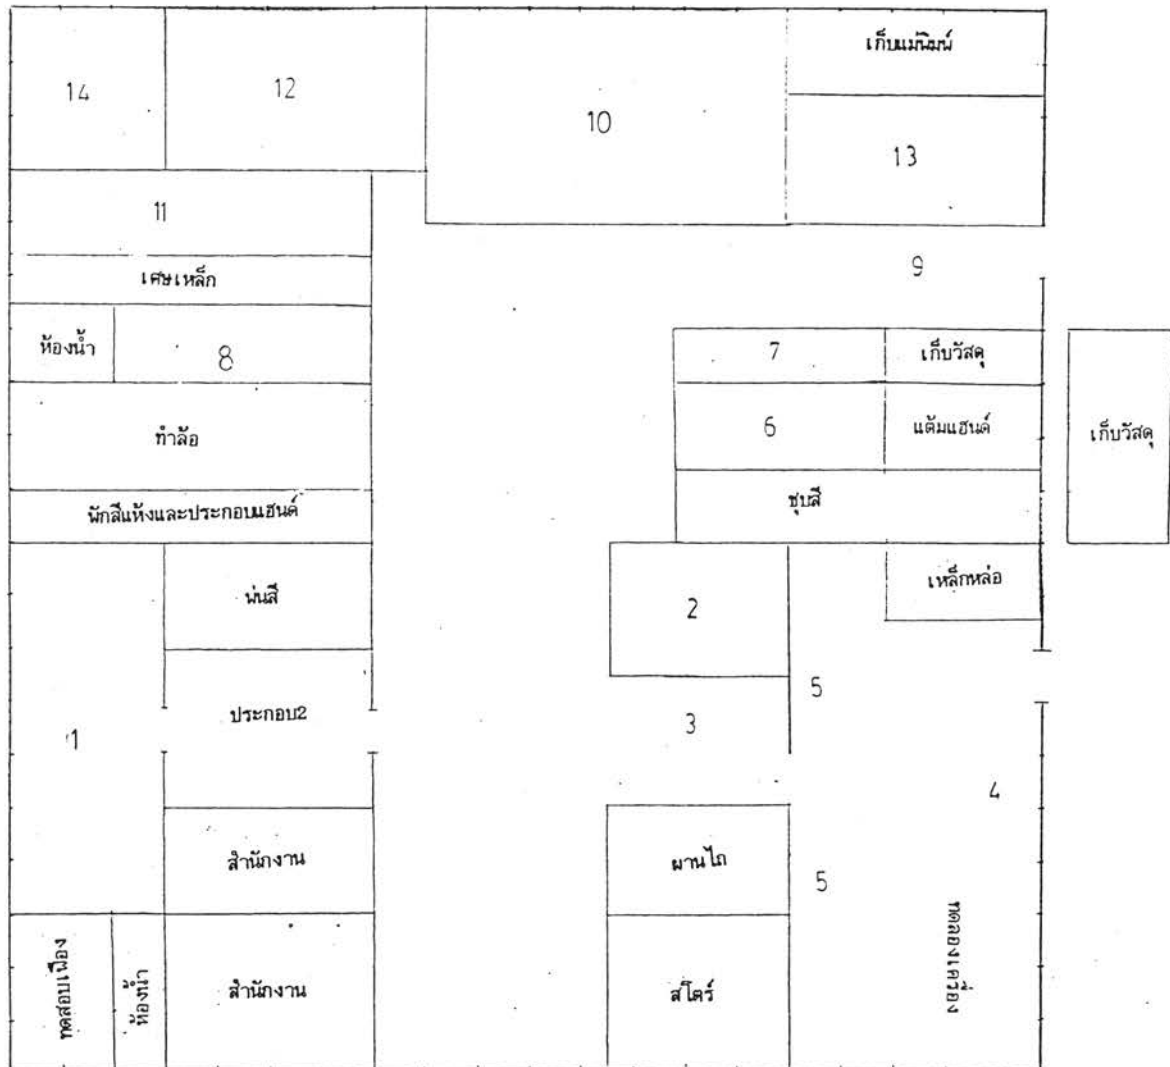 เก็บแม่พิมพ์
14
12
10
13
11
9
เศษเหล็ก
ห้องน้ำ
8
7
เก็บวัสดุ
ทำล้อ
6
แต้มแฮนด์
เก็บวัสดุ
พักสีแห้งและประกอบแฮนด์
ชุบสี
พ่นสี
2
เหล็กหล่อ
5
ประกอบ2
3
1
4
สำนักงาน
ผานไถ
5
ทดสอบเฟือง
ห้องน้ำ
สำนักงาน
สโตร์
ทดลองเครื่อง